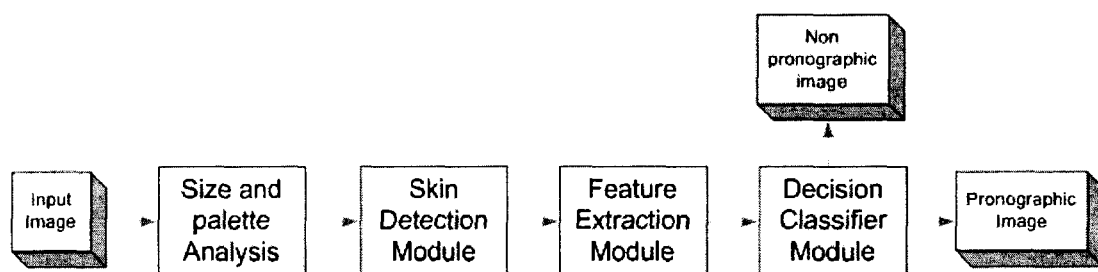 Non
pronographic
image
Input
Image
Size and
palette
Analysis
Skin
Detection
Module
Feature
Extraction
Module
Decision
Classifier
Module
Pronographic
Image